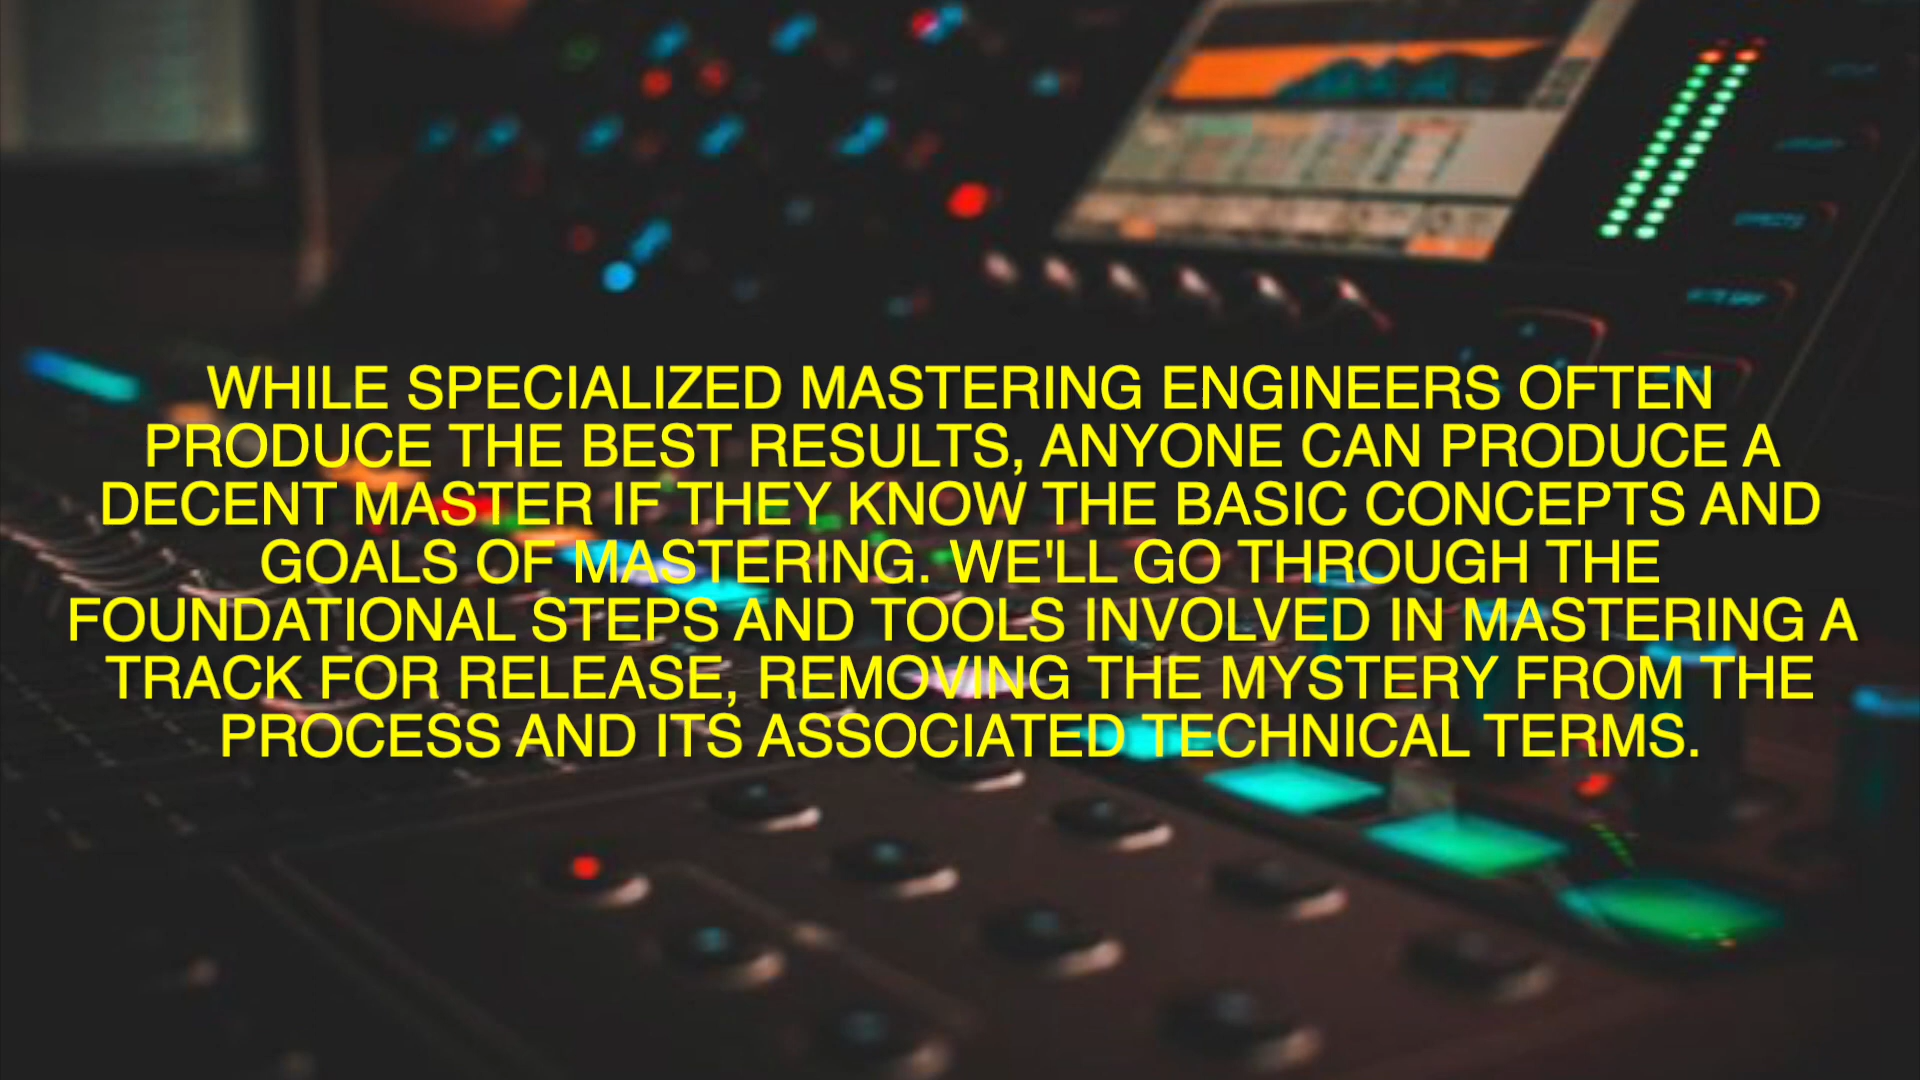 WHILE SPECIALIZED MASTERING ENGINEERS OFTEN
PRODUCE THE BEST RESULTS, ANYONE CAN PRODUCE A
DECENT MASTER IF THEY KNOW THE BASIC CONCEPTS AND
GOALS OF MASTERING. WE'LL GO THROUGH THE
FOUNDATIONAL STEPS AND TOOLS INVOLVED IN MASTERING A
TRACK FOR RELEASE, REMOVING THE MYSTERY FROM THE
PROCESS AND ITS ASSOCIATED TECHNICAL TERMS.